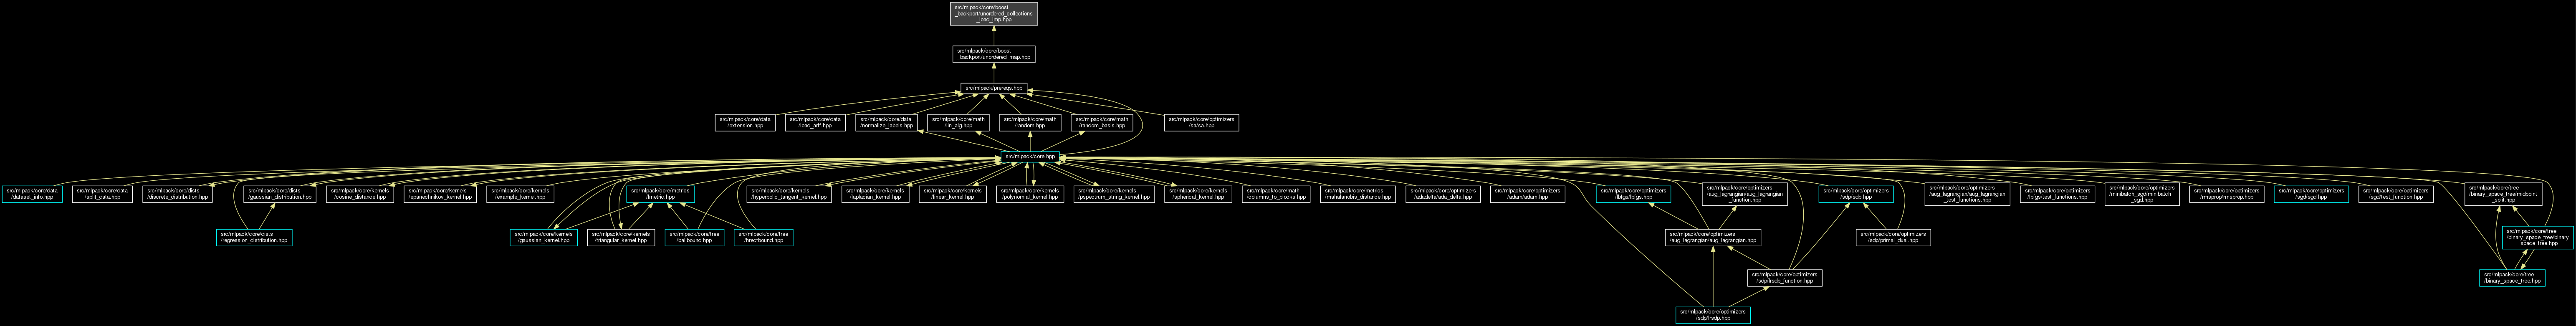 src/mlpack/core/boost
_backport/unordered_collections
_load_imp.hpp
src/mlpack/core/boost
_backport/unordered_map.hpp
src/mlpack/prereqs.hpp
src/mlpack/core/data
/extension.hpp
src/mlpack/core/data
/load_arff.hpp
src/mlpack/core/data
/normalize_labels.hpp
src/mlpack/core/math
/lin_alg.hpp
src/mlpack/core/math
/random.hpp
src/mlpack/core/math
/random_basis.hpp
src/mlpack/core/optimizers
/sa/sa.hpp
src/mlpack/core.hpp
src/mlpack/core/data
/dataset_info.hpp
src/mlpack/core/data
/split_data.hpp
src/mlpack/core/dists
/discrete_distribution.hpp
src/mlpack/core/dists
/gaussian_distribution.hpp
src/mlpack/core/kernels
/cosine_distance.hpp
src/mlpack/core/kernels
/epanechnikov_kernel.hpp
src/mlpack/core/kernels
/example_kernel.hpp
src/mlpack/core/metrics
/lmetric.hpp
src/mlpack/core/kernels
/hyperbolic_tangent_kernel.hpp
src/mlpack/core/kernels
/laplacian_kernel.hpp
src/mlpack/core/kernels
/linear_kernel.hpp
src/mlpack/core/kernels
/polynomial_kernel.hpp
src/mlpack/core/kernels
/pspectrum_string_kernel.hpp
src/mlpack/core/kernels
/spherical_kernel.hpp
src/mlpack/core/math
/columns_to_blocks.hpp
src/mlpack/core/metrics
/mahalanobis_distance.hpp
src/mlpack/core/optimizers
/adadelta/ada_delta.hpp
src/mlpack/core/optimizers
/adam/adam.hpp
src/mlpack/core/optimizers
/lbfgs/lbfgs.hpp
src/mlpack/core/optimizers
/aug_lagrangian/aug_lagrangian
_function.hpp
src/mlpack/core/optimizers
/sdp/sdp.hpp
src/mlpack/core/optimizers
/aug_lagrangian/aug_lagrangian
_test_functions.hpp
src/mlpack/core/optimizers
/lbfgs/test_functions.hpp
src/mlpack/core/optimizers
/minibatch_sgd/minibatch
_sgd.hpp
src/mlpack/core/optimizers
/rmsprop/rmsprop.hpp
src/mlpack/core/optimizers
/sgd/sgd.hpp
src/mlpack/core/optimizers
/sgd/test_function.hpp
src/mlpack/core/tree
/binary_space_tree/midpoint
_split.hpp
src/mlpack/core/dists
/regression_distribution.hpp
src/mlpack/core/kernels
/gaussian_kernel.hpp
src/mlpack/core/kernels
/triangular_kernel.hpp
src/mlpack/core/tree
/ballbound.hpp
src/mlpack/core/tree
/hrectbound.hpp
src/mlpack/core/optimizers
/aug_lagrangian/aug_lagrangian.hpp
src/mlpack/core/optimizers
/sdp/primal_dual.hpp
src/mlpack/core/tree
/binary_space_tree/binary
_space_tree.hpp
src/mlpack/core/optimizers
/sdp/lrsdp_function.hpp
src/mlpack/core/tree
/binary_space_tree.hpp
src/mlpack/core/optimizers
/sdp/lrsdp.hpp